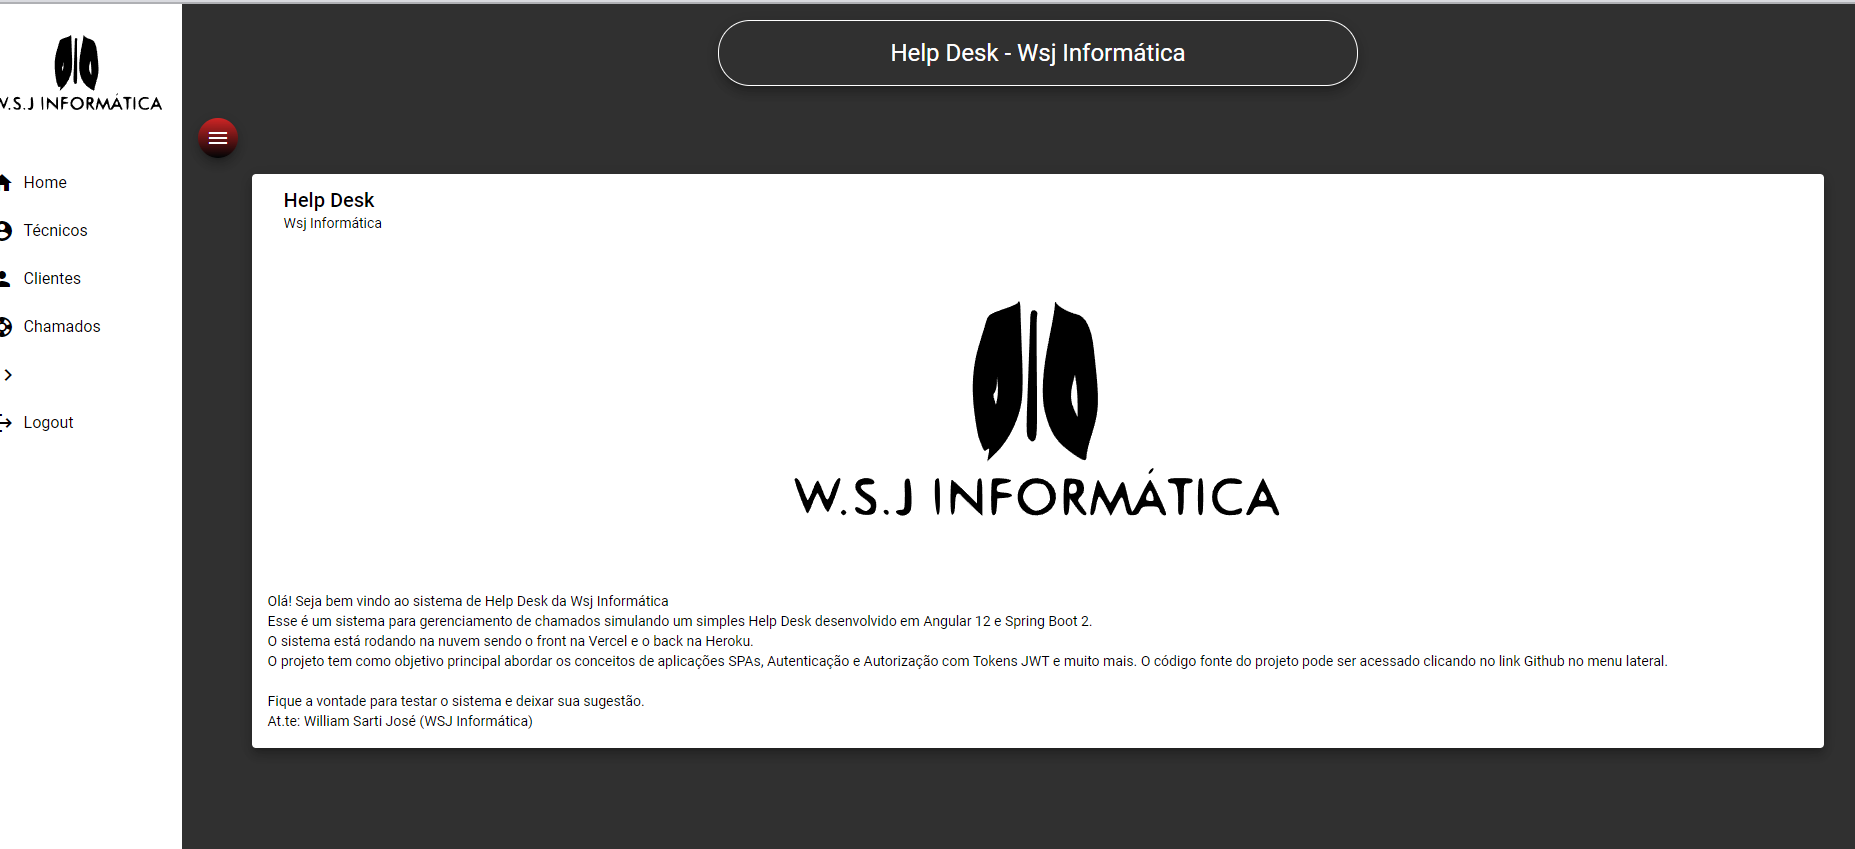 Help Desk - Wsj Informática
W.S.J INFORMÁTICA
Home
Técnicos
Clientes
Chamados
Logout
Help Desk
Wsj Informática
W.S.J INFORMÁTICA
Olá! Seja bem vindo ao sistema de Help Desk da Wsj Informática
Esse é um sistema para gerenciamento de chamados simulando um simples Help Desk desenvolvido em Angular 12 e Spring Boot 2.
O sistema está rodando na nuvem sendo o front na Vercel e o back na Heroku.
O projeto tem como objetivo principal abordar os conceitos de aplicações SPAs, Autenticação e Autorização com Tokens JWT e muito mais. O código fonte do projeto pode ser acessado clicando no link Github no menu lateral.
Fique a vontade para testar o sistema e deixar sua sugestão.
At.te: William Sarti José (WSJ Informática)